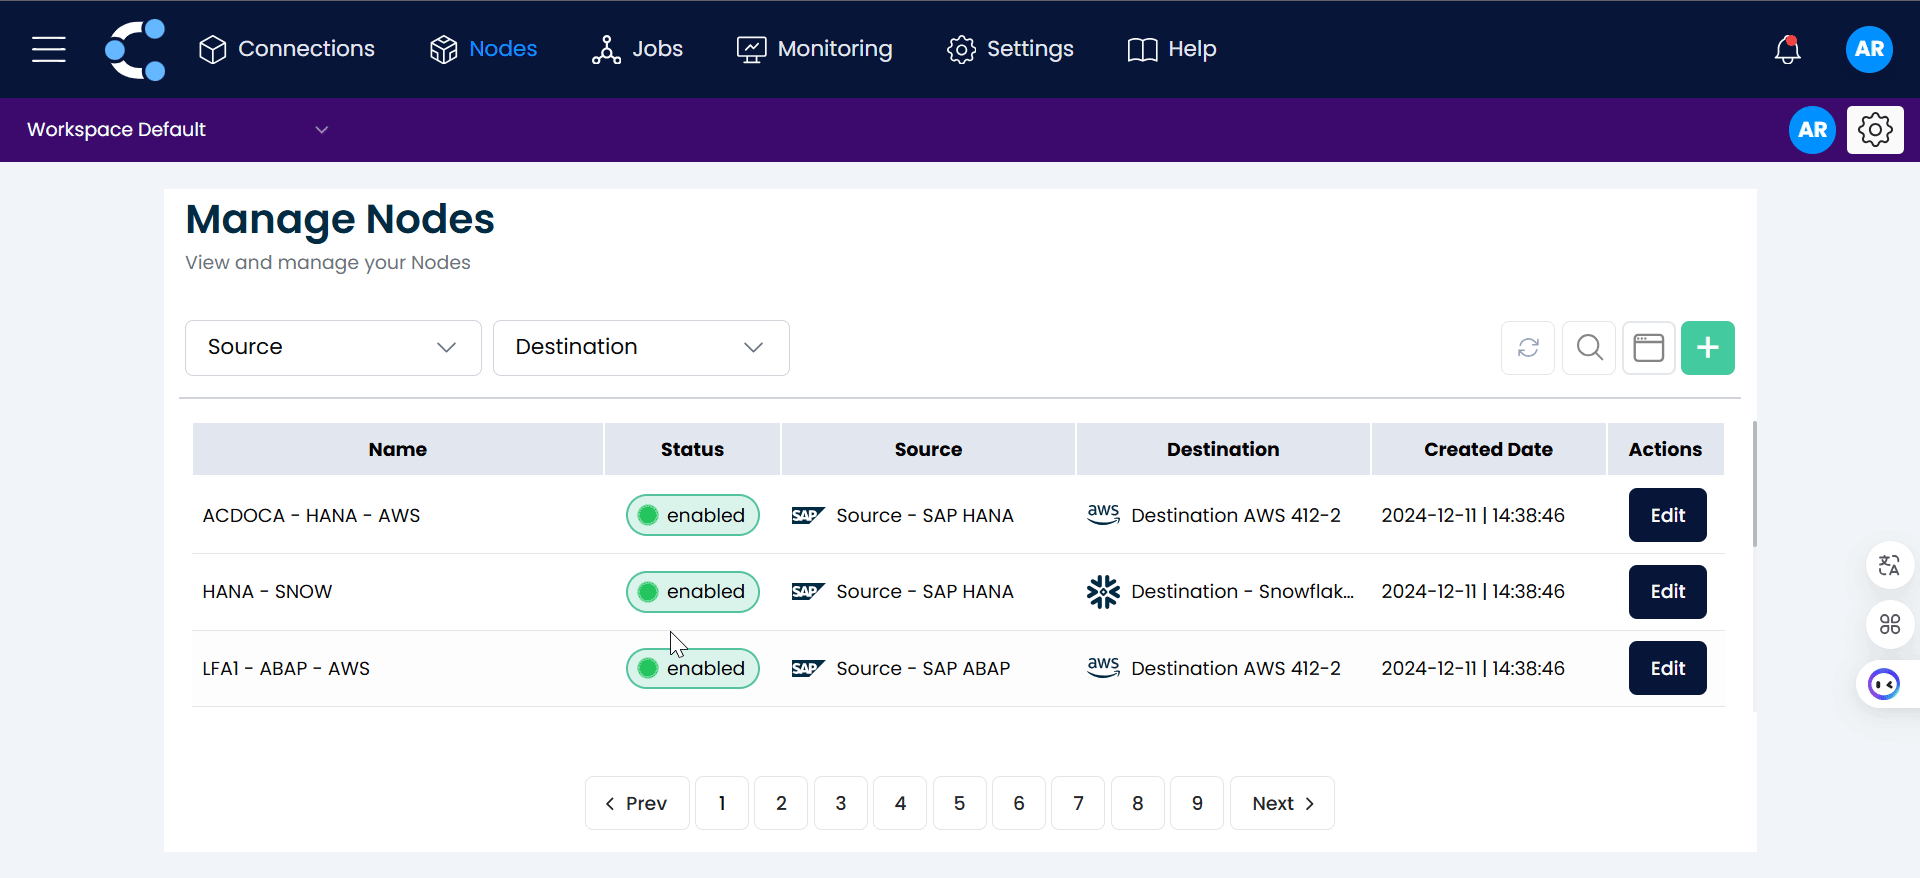 Connections Nodes Jobs Monitoring Settings Help AR
Workspace Default AR
Manage Nodes
View and manage your Nodes
Source Destination
Name Status Source Destination Created Date Actions
ACDOCA - HANA - AWS enabled SAP Source - SAP HANA aws Destination AWS 412-2 2024-12-11 | 14:38:46 Edit
HANA - SNOW enabled SAP Source - SAP HANA Destination - Snowflak... 2024-12-11 | 14:38:46 Edit
LFA1 - ABAP - AWS enabled SAP Source - SAP ABAP aws Destination AWS 412-2 2024-12-11 | 14:38:46 Edit
Prev 1 2 3 4 5 6 7 8 9 Next